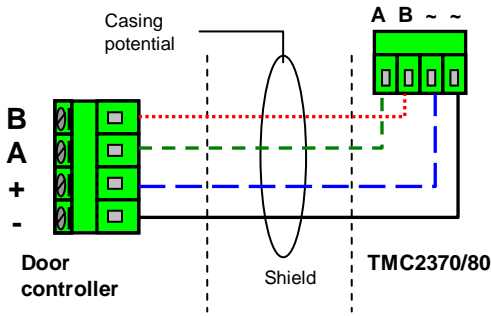 Casing
potential
A B ~ ~
B
A
+
-
Door
controller
Shield
TMC2370/80